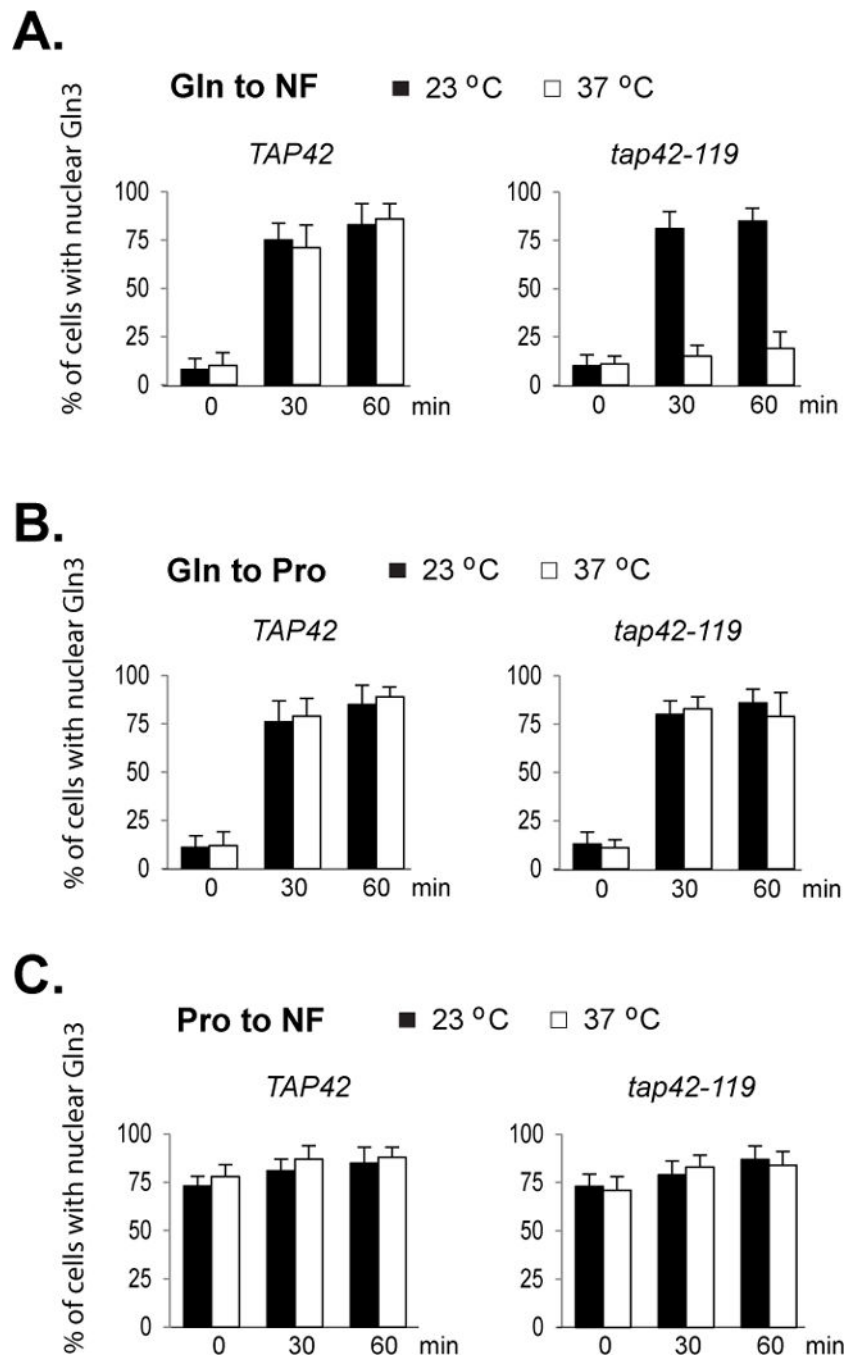 A.
Gln to NF ■ 23 °C □ 37 °C
% of cells with nuclear Gln3
TAP42
100
75
50
25
0
0 30 60 min
tap42-119
100
75
50
25
0
0 30 60 min
B.
Gln to Pro ■ 23 °C □ 37 °C
% of cells with nuclear Gln3
TAP42
100
75
50
25
0
0 30 60 min
tap42-119
100
75
50
25
0
0 30 60 min
C.
Pro to NF ■ 23 °C □ 37 °C
% of cells with nuclear Gln3
TAP42
100
75
50
25
0
0 30 60 min
tap42-119
100
75
50
25
0
0 30 60 min